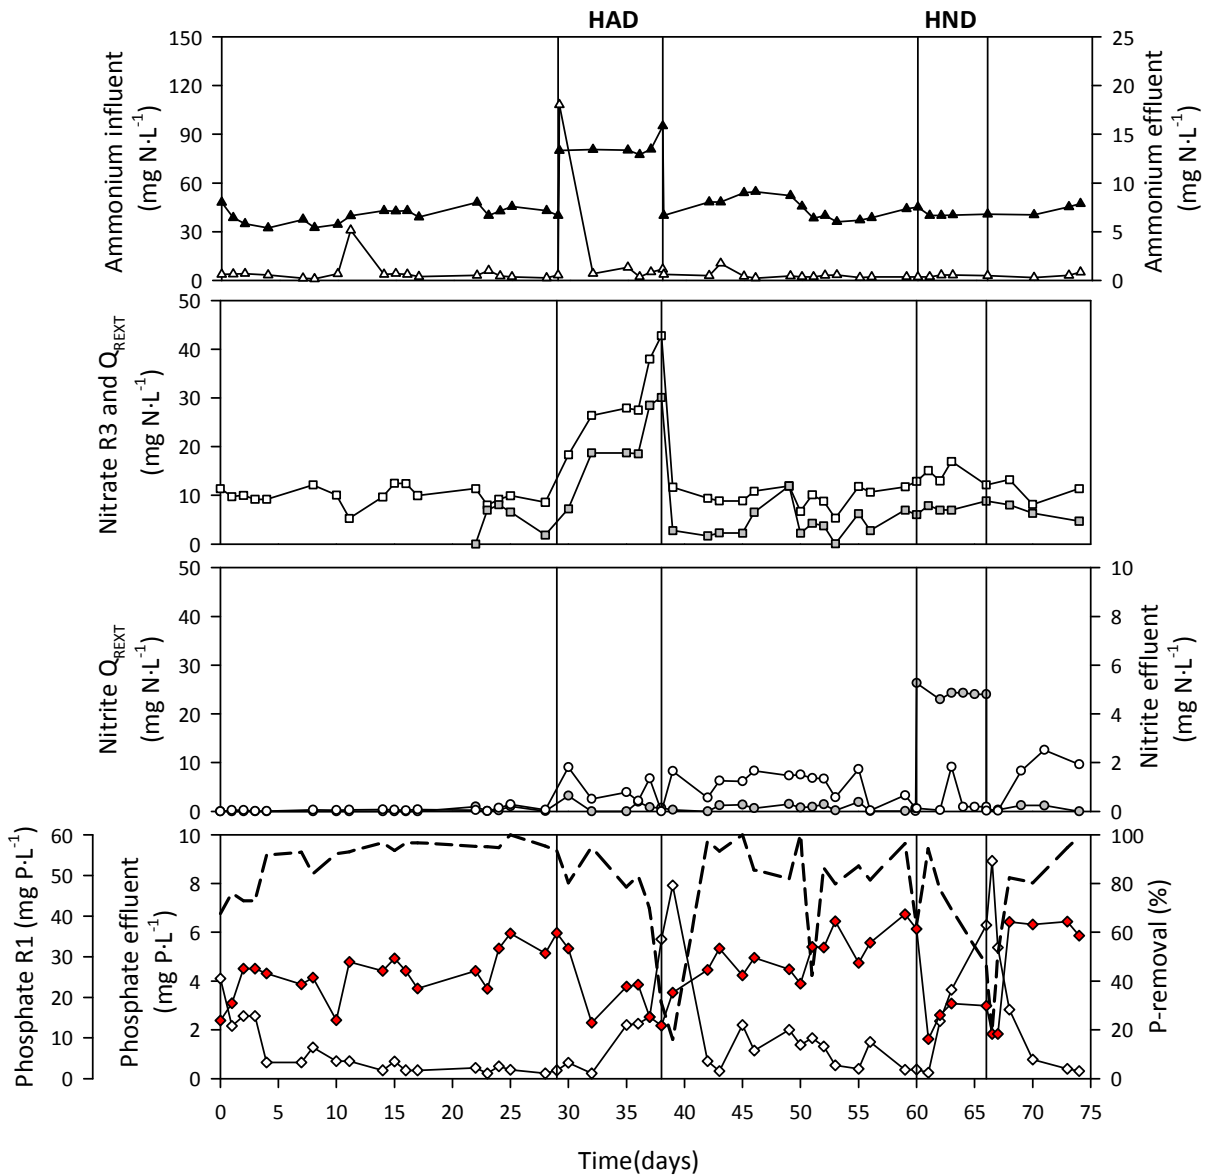 HAD HND
Ammonium influent
(mg N·L-1)
150
120
90
60
30
0
25
20
15
10
5
0
Ammonium effluent
(mg N·L-1)
Nitrate R3 and QREXT
(mg N·L-1)
50
40
30
20
10
0
Nitrite QREXT
(mg N·L-1)
50
40
30
20
10
0
10
8
6
4
2
0
Nitrite effluent
(mg N·L-1)
Phosphate R1 (mg P·L-1)
60
50
40
30
20
10
0
Phosphate effluent
(mg P·L-1)
10
8
6
4
2
0
100
80
60
40
20
0
P-removal (%)
0 5 10 15 20 25 30 35 40 45 50 55 60 65 70 75
Time(days)